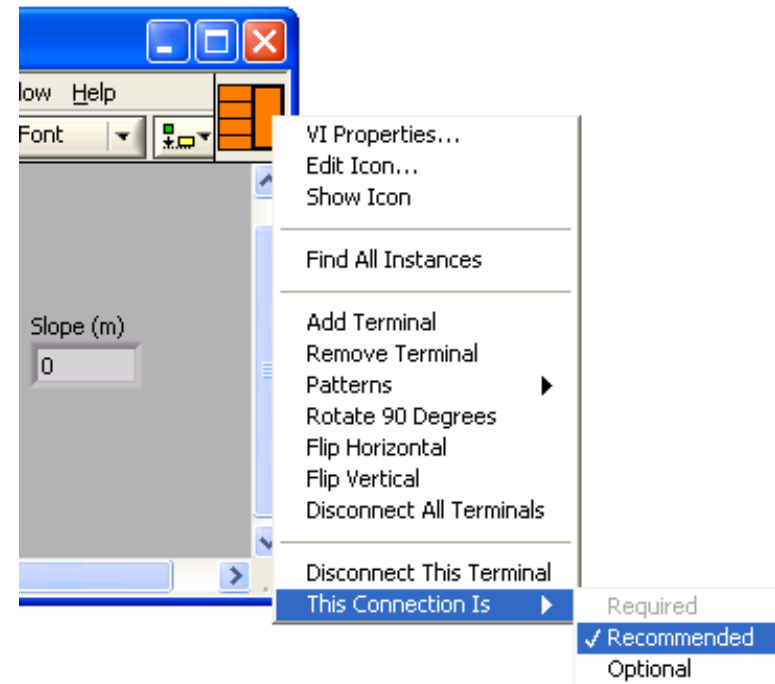 low Help
Font
VI Properties...
Edit Icon...
Show Icon
Find All Instances
Slope (m)
0
Add Terminal
Remove Terminal
Patterns
Rotate 90 Degrees
Flip Horizontal
Flip Vertical
Disconnect All Terminals
Disconnect This Terminal
This Connection Is
Required
✓ Recommended
Optional